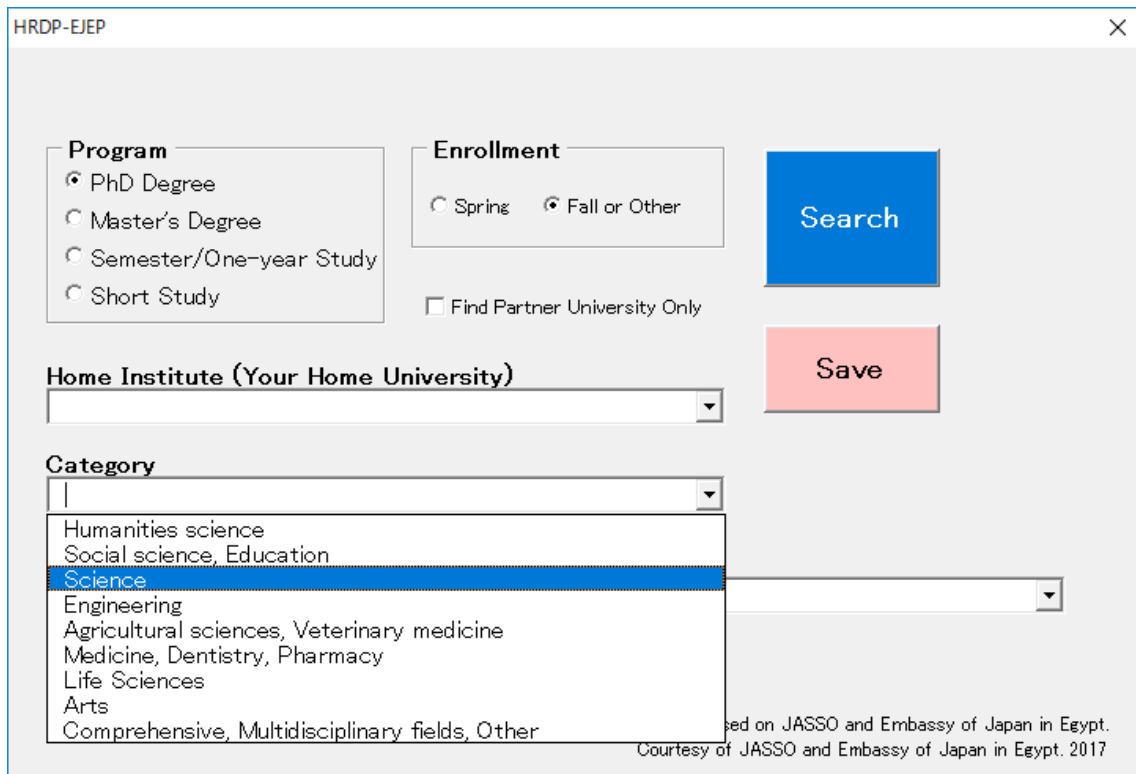 HRDP-EJEP
Program
PhD Degree
Master's Degree
Semester/One-year Study
Short Study
Enrollment
Spring Fall or Other
Find Partner University Only
Search
Save
Home Institute (Your Home University)
Category
Humanities science
Social science, Education
Science
Engineering
Agricultural sciences, Veterinary medicine
Medicine, Dentistry, Pharmacy
Life Sciences
Arts
Comprehensive, Multidisciplinary fields, Other
on JASSO and Embassy of Japan in Egypt.
Courtesy of JASSO and Embassy of Japan in Egypt. 2017